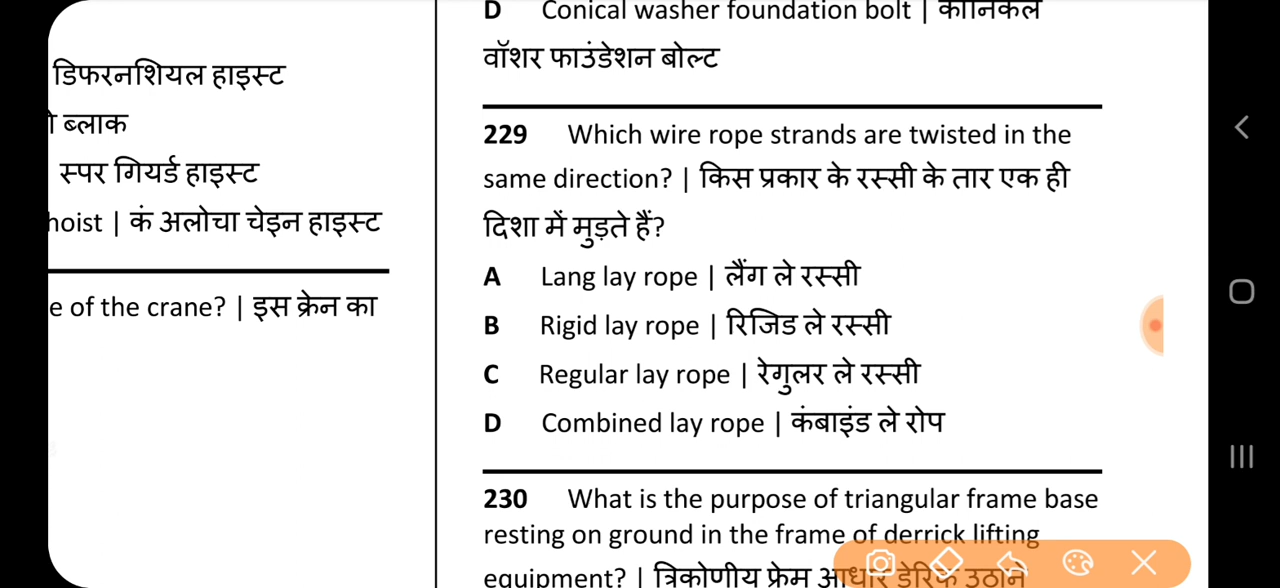 डिफरनशियल हाइस्ट
ब्लाक
स्पर गियर्ड हाइस्ट
hoist | कं अलोचा चेइन हाइस्ट
e of the crane? | इस क्रेन का
D Conical washer foundation bolt | कोनिकल
वॉशर फाउंडेशन बोल्ट
229 Which wire rope strands are twisted in the
same direction? | किस प्रकार के रस्सी के तार एक ही
दिशा में मुड़ते हैं?
A Lang lay rope | लैंग ले रस्सी
B Rigid lay rope | रिजिड ले रस्सी
C Regular lay rope | रेगुलर ले रस्सी
D Combined lay rope | कंबाइंड ले रोप
230 What is the purpose of triangular frame base
resting on ground in the frame of derrick lifting
equipment? | त्रिकोणीय फ्रेम आधार डेरिक उठाने